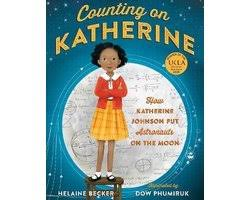 Counting on
KATHERINE
How
KATHERINE
JOHNSON PUT
ASTRONAUTS
ON THE MOON
HELAINE BECKER
illustrated by
DOW PHUMIRUK